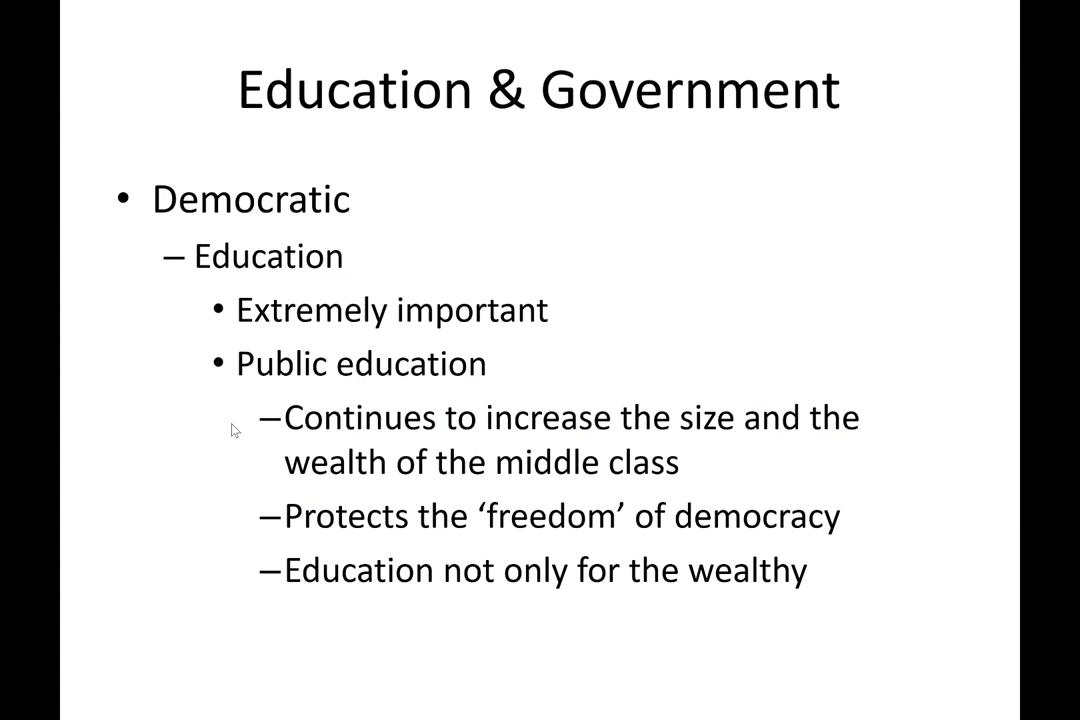 Education & Government
• Democratic
– Education
• Extremely important
• Public education
–Continues to increase the size and the
wealth of the middle class
–Protects the ‘freedom’ of democracy
–Education not only for the wealthy